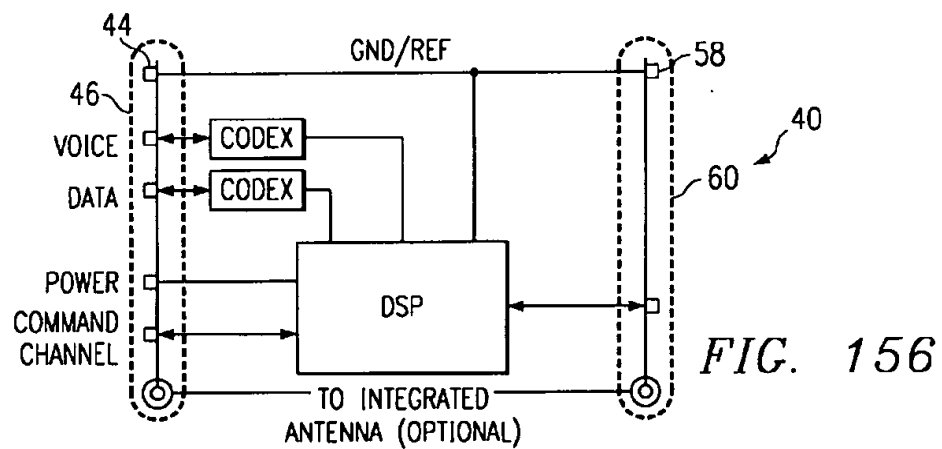 44
GND/REF
58
46
40
VOICE
CODEX
DATA
CODEX
60
POWER
DSP
COMMAND
CHANNEL
FIG. 156
TO INTEGRATED
ANTENNA (OPTIONAL)